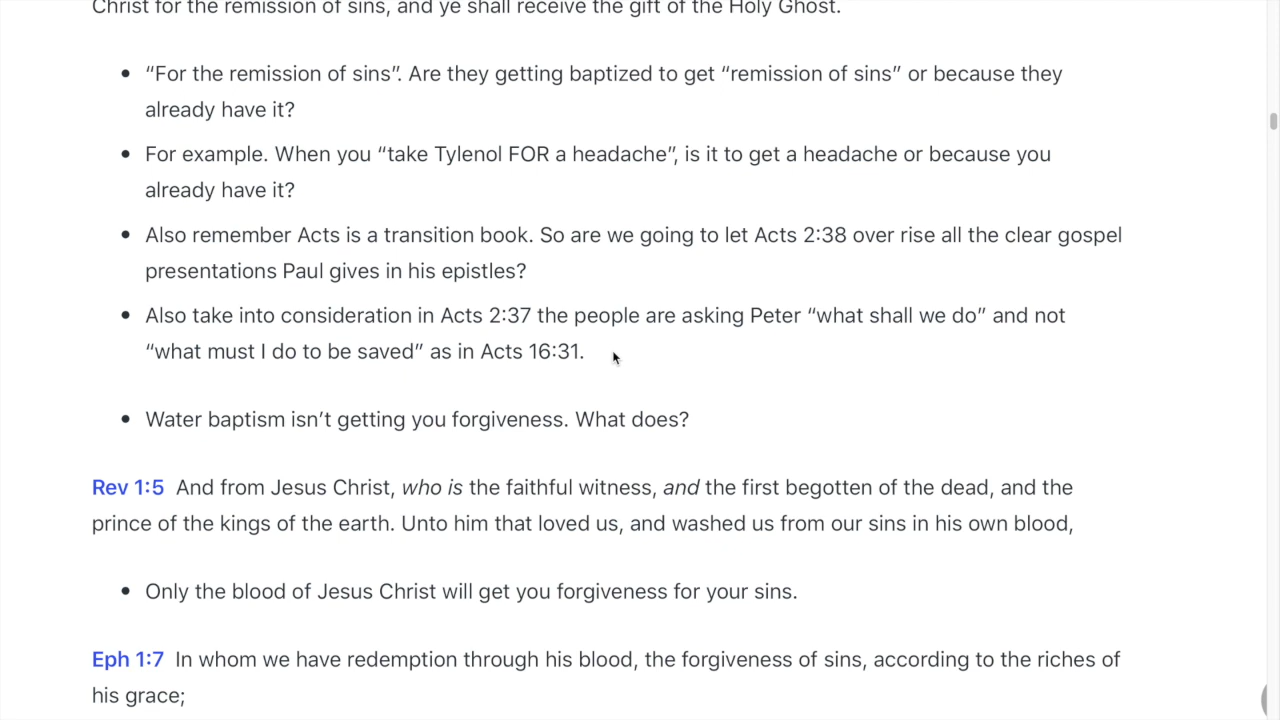 Christ for the remission of sins, and ye shall receive the gift of the Holy Ghost.
• “For the remission of sins”. Are they getting baptized to get “remission of sins” or because they
already have it?
• For example. When you “take Tylenol FOR a headache”, is it to get a headache or because you
already have it?
• Also remember Acts is a transition book. So are we going to let Acts 2:38 over rise all the clear gospel
presentations Paul gives in his epistles?
• Also take into consideration in Acts 2:37 the people are asking Peter “what shall we do” and not
“what must I do to be saved” as in Acts 16:31.
• Water baptism isn’t getting you forgiveness. What does?
Rev 1:5 And from Jesus Christ, who is the faithful witness, and the first begotten of the dead, and the
prince of the kings of the earth. Unto him that loved us, and washed us from our sins in his own blood,
• Only the blood of Jesus Christ will get you forgiveness for your sins.
Eph 1:7 In whom we have redemption through his blood, the forgiveness of sins, according to the riches of
his grace;